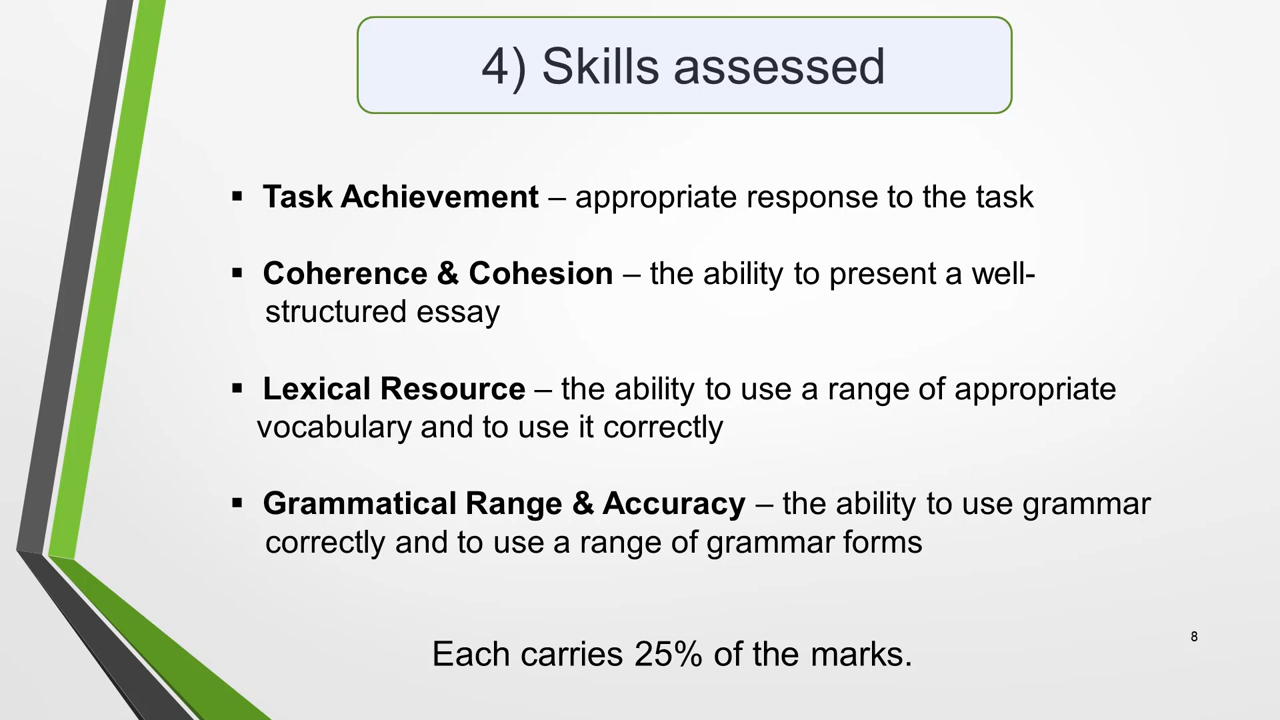 4) Skills assessed
▪ Task Achievement – appropriate response to the task
▪ Coherence & Cohesion – the ability to present a well-
structured essay
▪ Lexical Resource – the ability to use a range of appropriate
vocabulary and to use it correctly
▪ Grammatical Range & Accuracy – the ability to use grammar
correctly and to use a range of grammar forms
8
Each carries 25% of the marks.